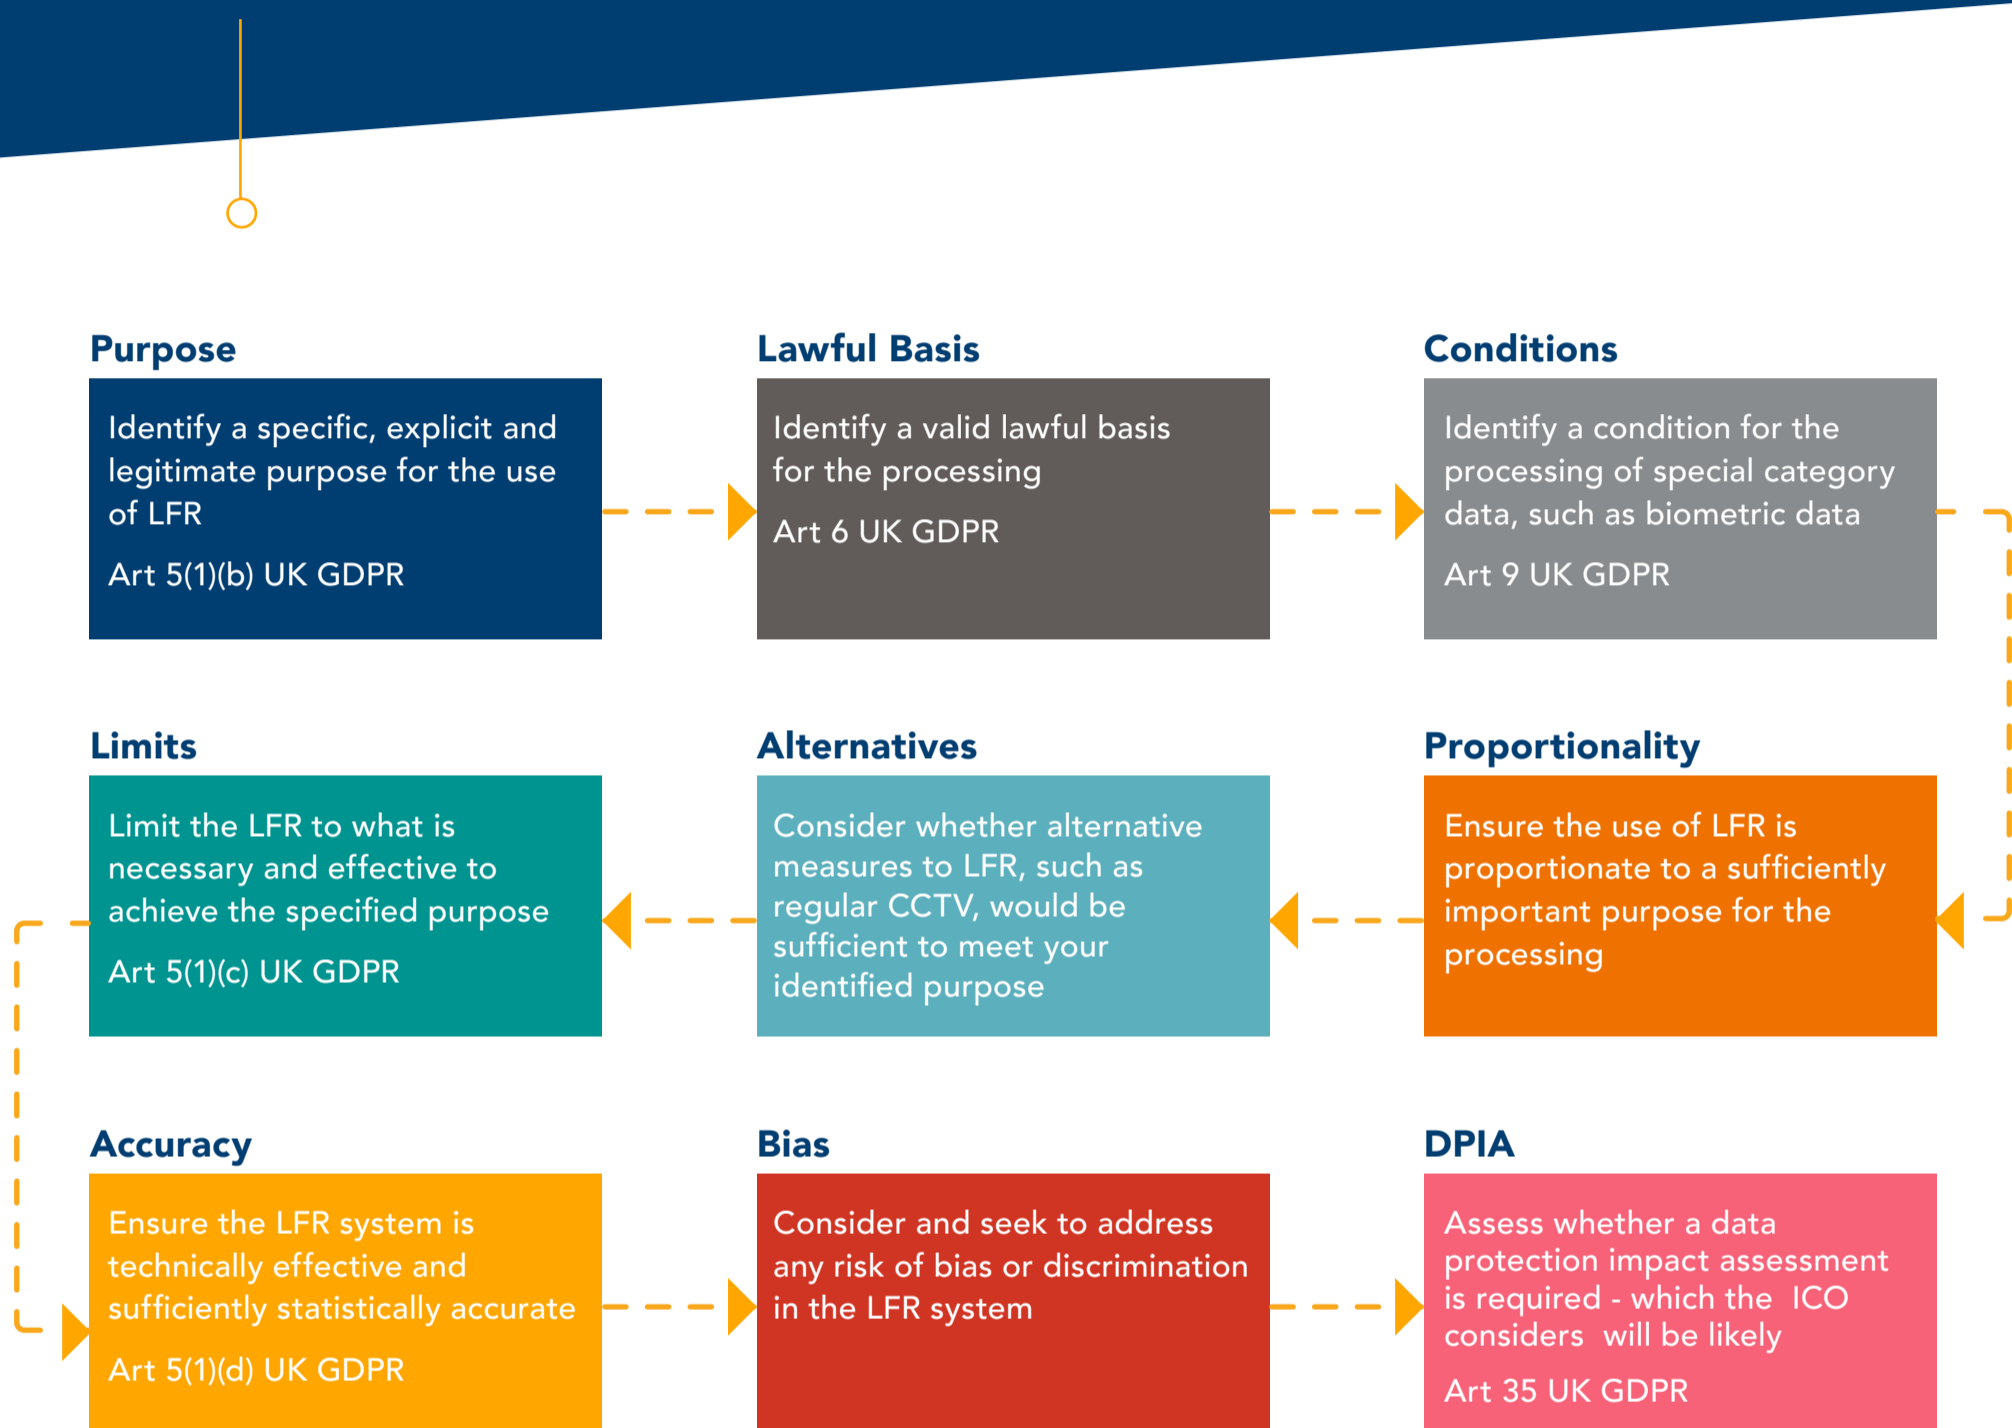 Purpose
Identify a specific, explicit and
legitimate purpose for the use
of LFR
Art 5(1)(b) UK GDPR
Lawful Basis
Identify a valid lawful basis
for the processing
Art 6 UK GDPR
Conditions
Identify a condition for the
processing of special category
data, such as biometric data
Art 9 UK GDPR
Proportionality
Ensure the use of LFR is
proportionate to a sufficiently
important purpose for the
processing
Alternatives
Consider whether alternative
measures to LFR, such as
regular CCTV, would be
sufficient to meet your
identified purpose
Limits
Limit the LFR to what is
necessary and effective to
achieve the specified purpose
Art 5(1)(c) UK GDPR
Accuracy
Ensure the LFR system is
technically effective and
sufficiently statistically accurate
Art 5(1)(d) UK GDPR
Bias
Consider and seek to address
any risk of bias or discrimination
in the LFR system
DPIA
Assess whether a data
protection impact assessment
is required - which the  ICO
considers  will be likely
Art 35 UK GDPR